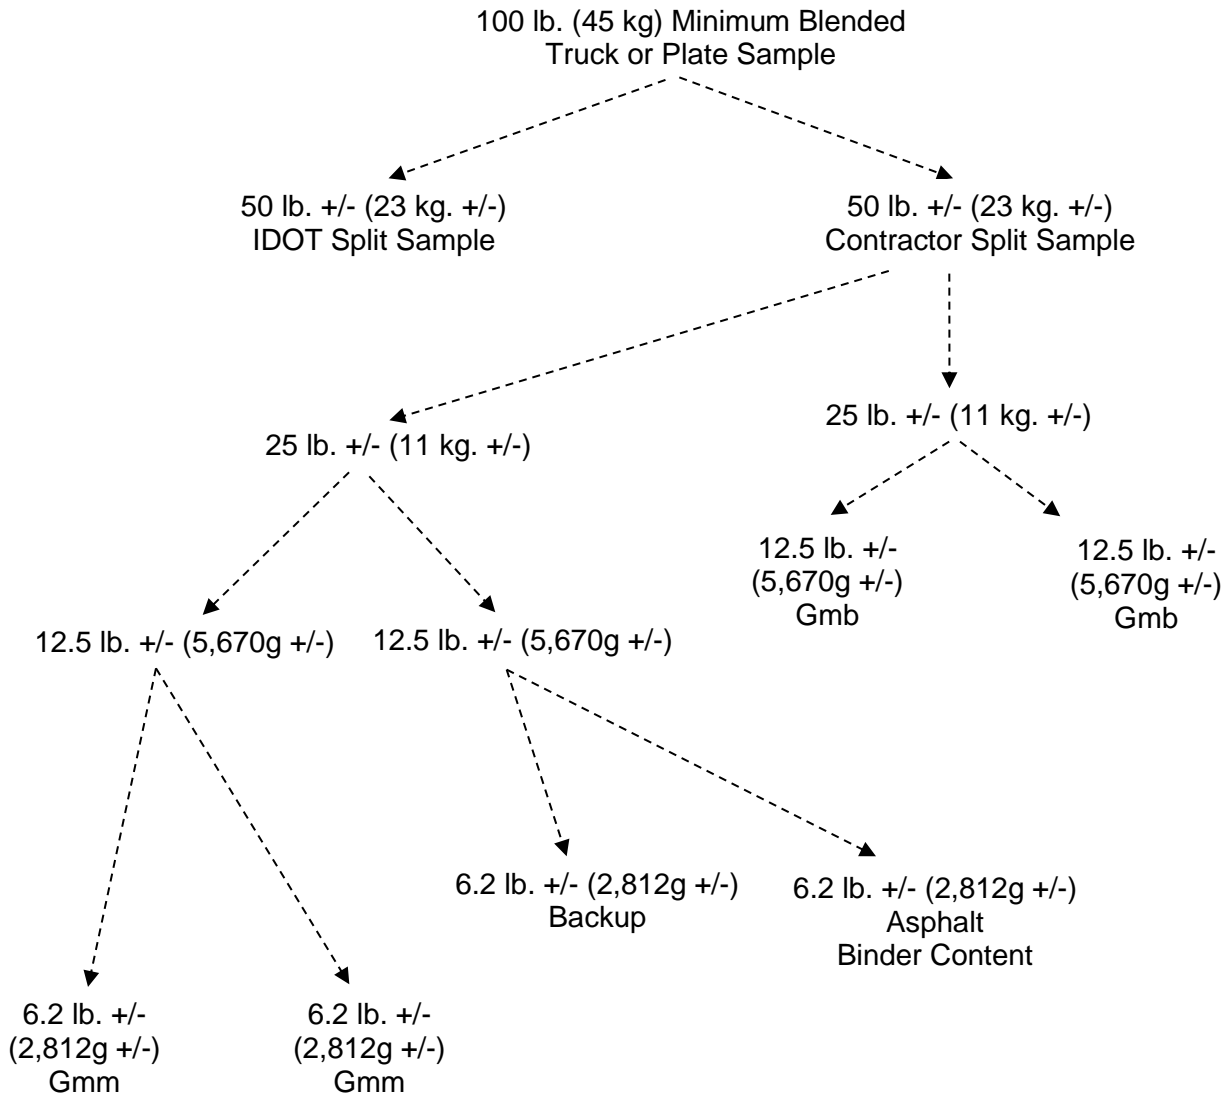 100 lb. (45 kg) Minimum Blended
Truck or Plate Sample
50 lb. +/- (23 kg. +/-)
IDOT Split Sample
50 lb. +/- (23 kg. +/-)
Contractor Split Sample
25 lb. +/- (11 kg. +/-)
25 lb. +/- (11 kg. +/-)
12.5 lb. +/-
(5,670g +/-)
Gmb
12.5 lb. +/-
(5,670g +/-)
Gmb
12.5 lb. +/- (5,670g +/-)
12.5 lb. +/- (5,670g +/-)
6.2 lb. +/- (2,812g +/-)
Backup
6.2 lb. +/- (2,812g +/-)
Asphalt
Binder Content
6.2 lb. +/-
(2,812g +/-)
Gmm
6.2 lb. +/-
(2,812g +/-)
Gmm